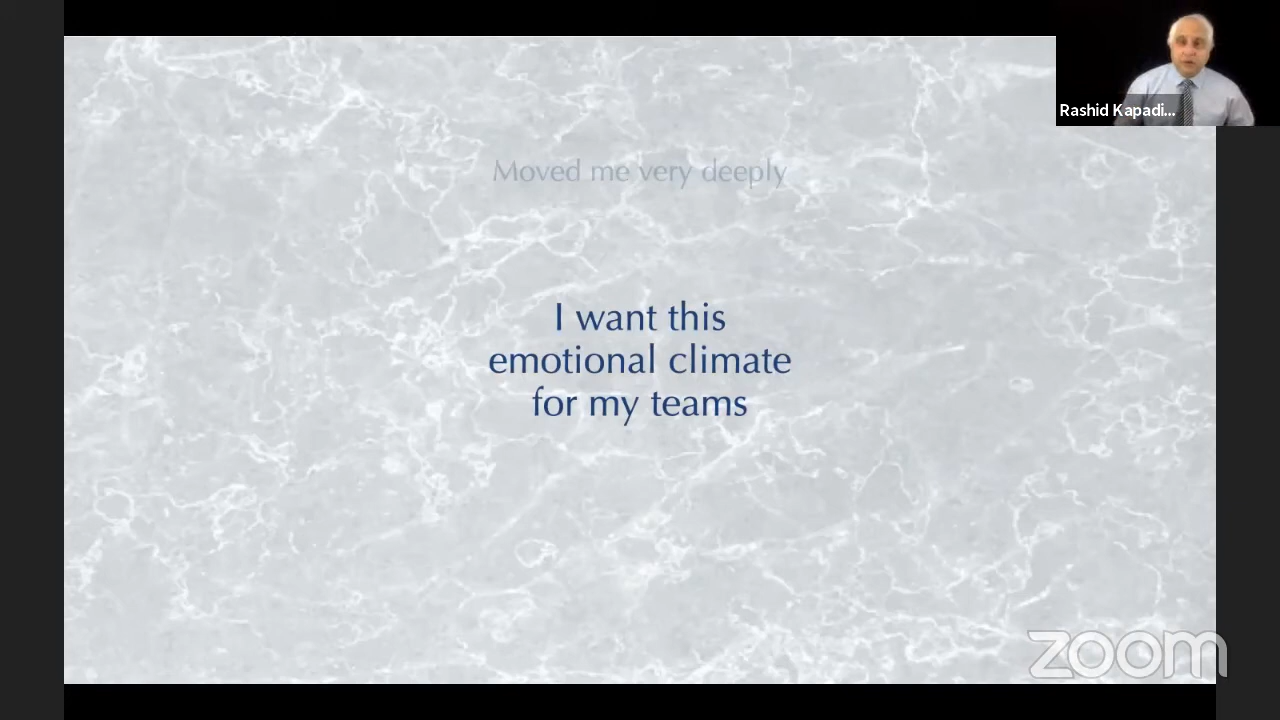 Rashid Kapadi...
Moved me very deeply
I want this
emotional climate
for my teams
zoom